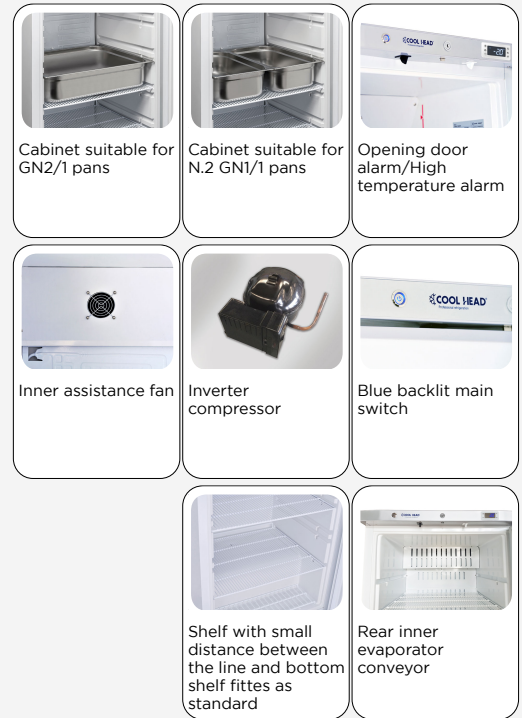 COOL HEAD
-20
Cabinet suitable for
GN2/1 pans
Cabinet suitable for
N.2 GN1/1 pans
Opening door
alarm/High
temperature alarm
COOL HEAD
Inner assistance fan
Inverter
compressor
Blue backlit main
switch
COOL HEAD
Shelf with small
distance between
the line and bottom
shelf fittes as
standard
Rear inner
evaporator
conveyor